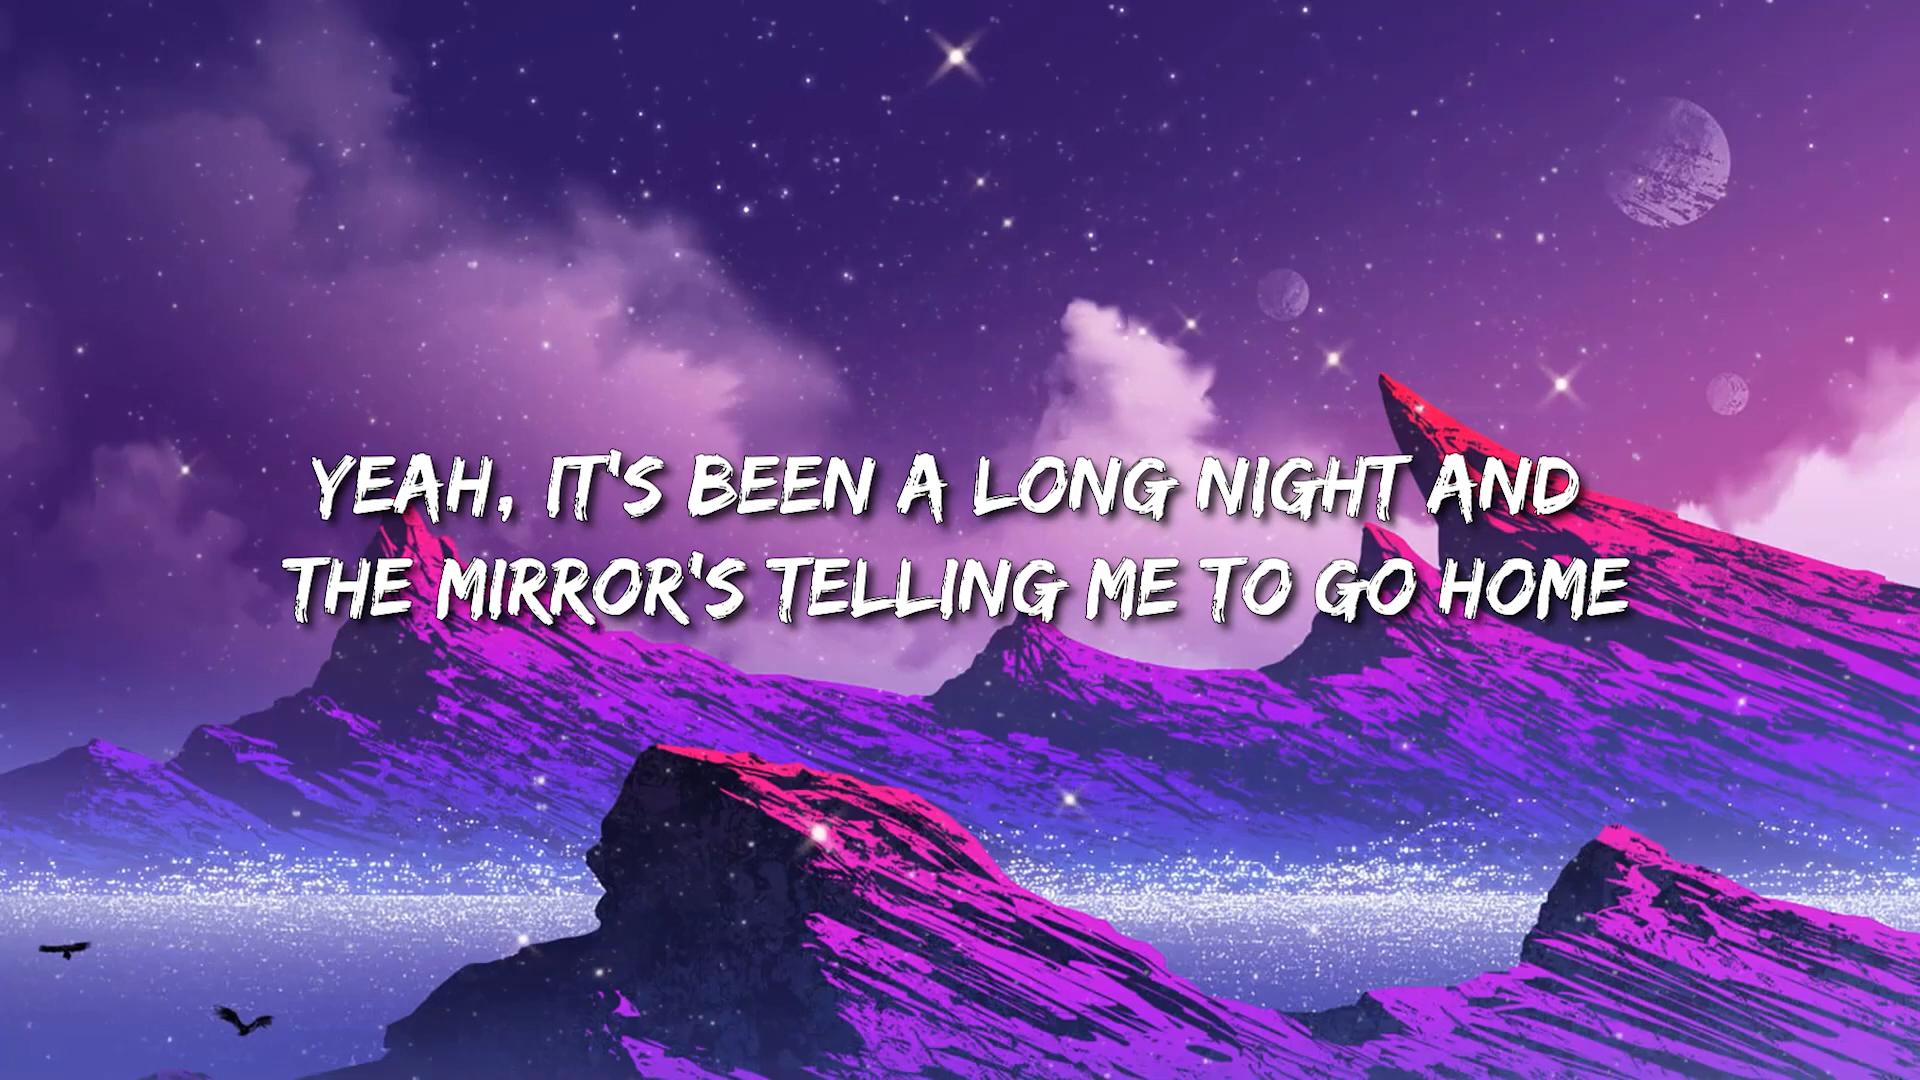 YEAH, IT'S BEEN A LONG NIGHT AND
THE MIRROR'S TELLING ME TO GO HOME